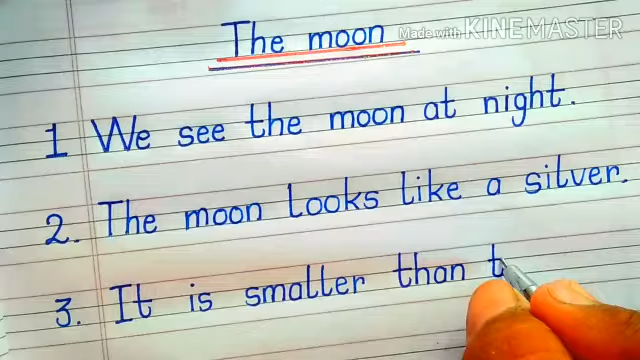 The moon
Made with KINEMASTER
1 We see the moon at night.
2. The moon looks like a silver.
3. It is smaller than t